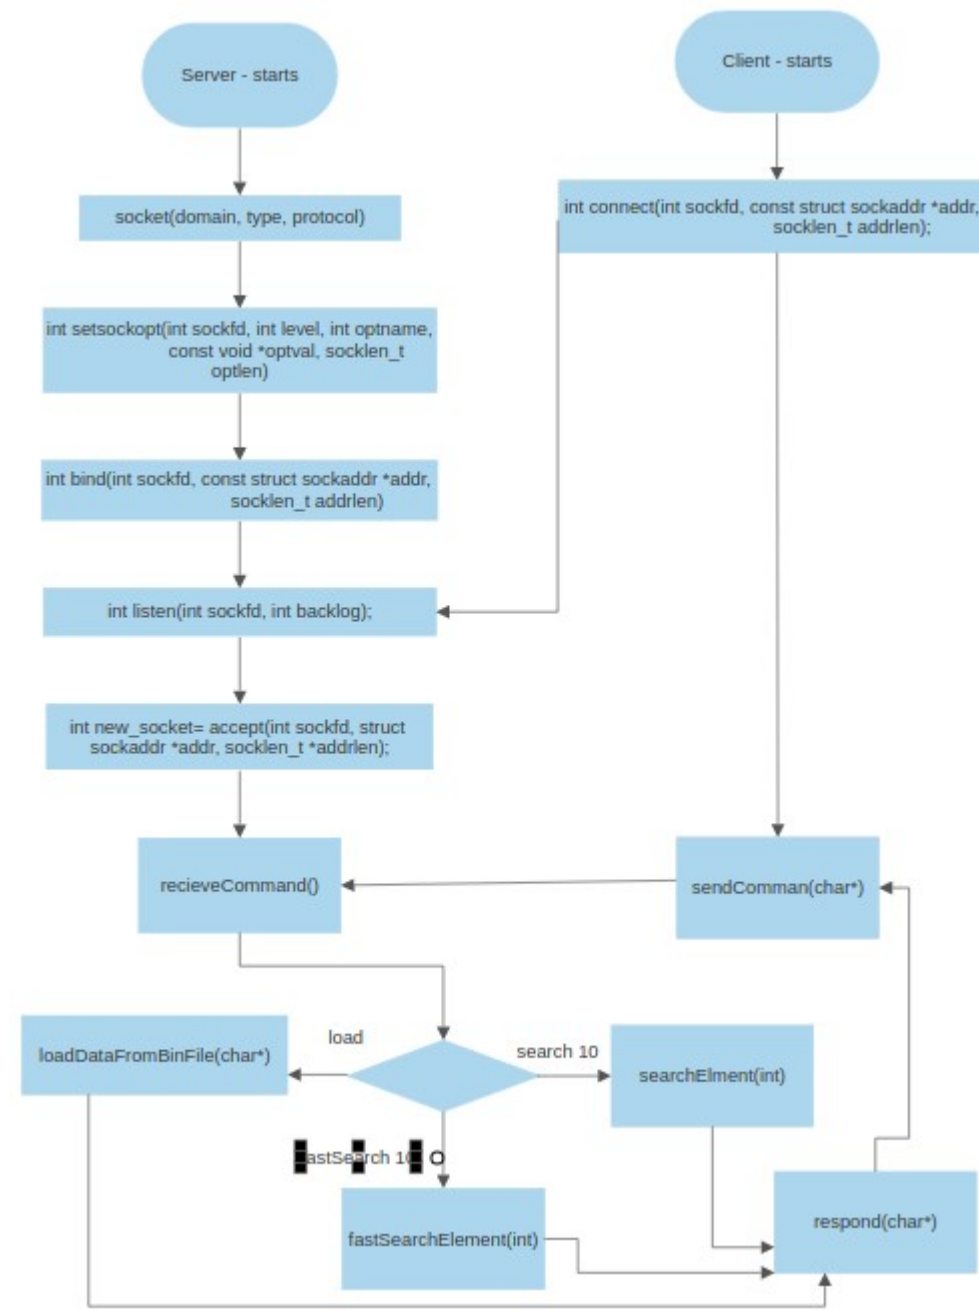 Server - starts
Client - starts
socket(domain, type, protocol)
int connect(int sockfd, const struct sockaddr *addr,
socklen_t addrlen);
int setsockopt(int sockfd, int level, int optname,
const void *optval, socklen_t
optlen)
int bind(int sockfd, const struct sockaddr *addr,
socklen_t addrlen)
int listen(int sockfd, int backlog);
int new_socket= accept(int sockfd, struct
sockaddr *addr, socklen_t *addrlen);
recieveCommand()
sendComman(char*)
load
loadDataFromBinFile(char*)
search 10
searchElment(int)
fastSearchElement(int)
respond(char*)